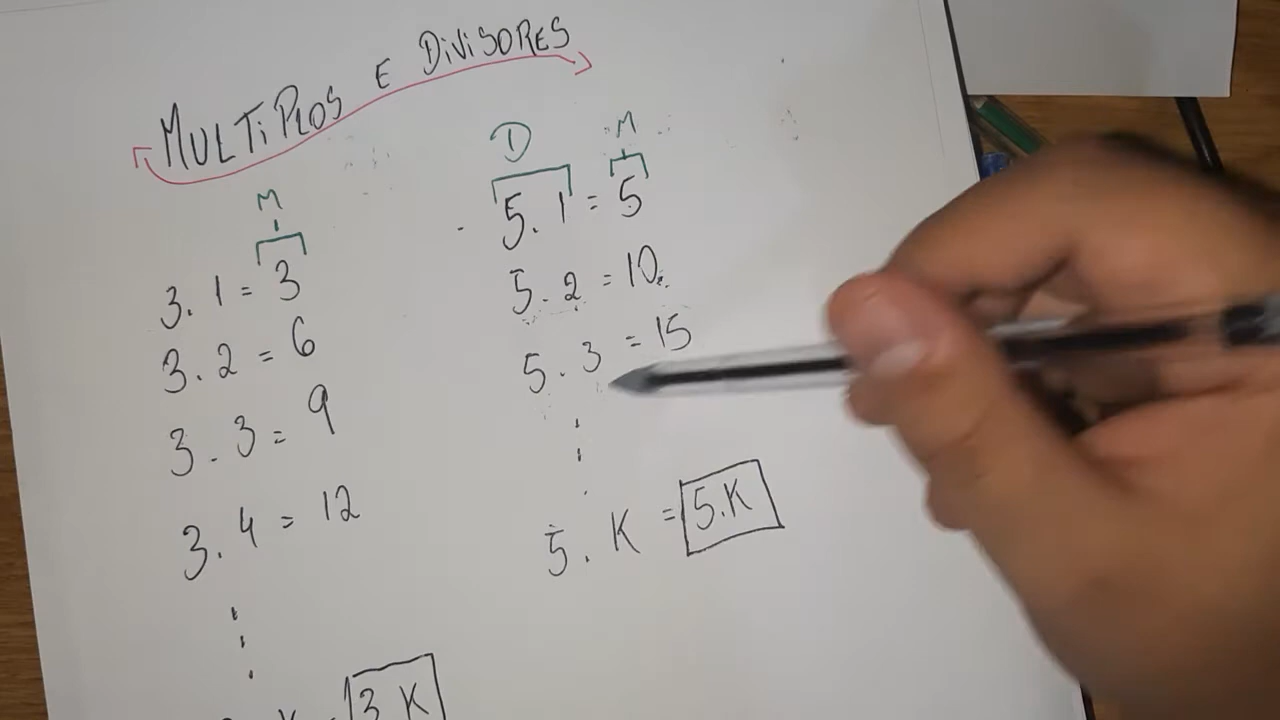 MULTiPLOS E DiViSORES
M
3. 1 = 3
3. 2 = 6
3. 3 = 9
3. 4 = 12
K = 3 K
D M
5. 1 = 5
5. 2 = 10
5. 3 = 15
5. K = 5.K